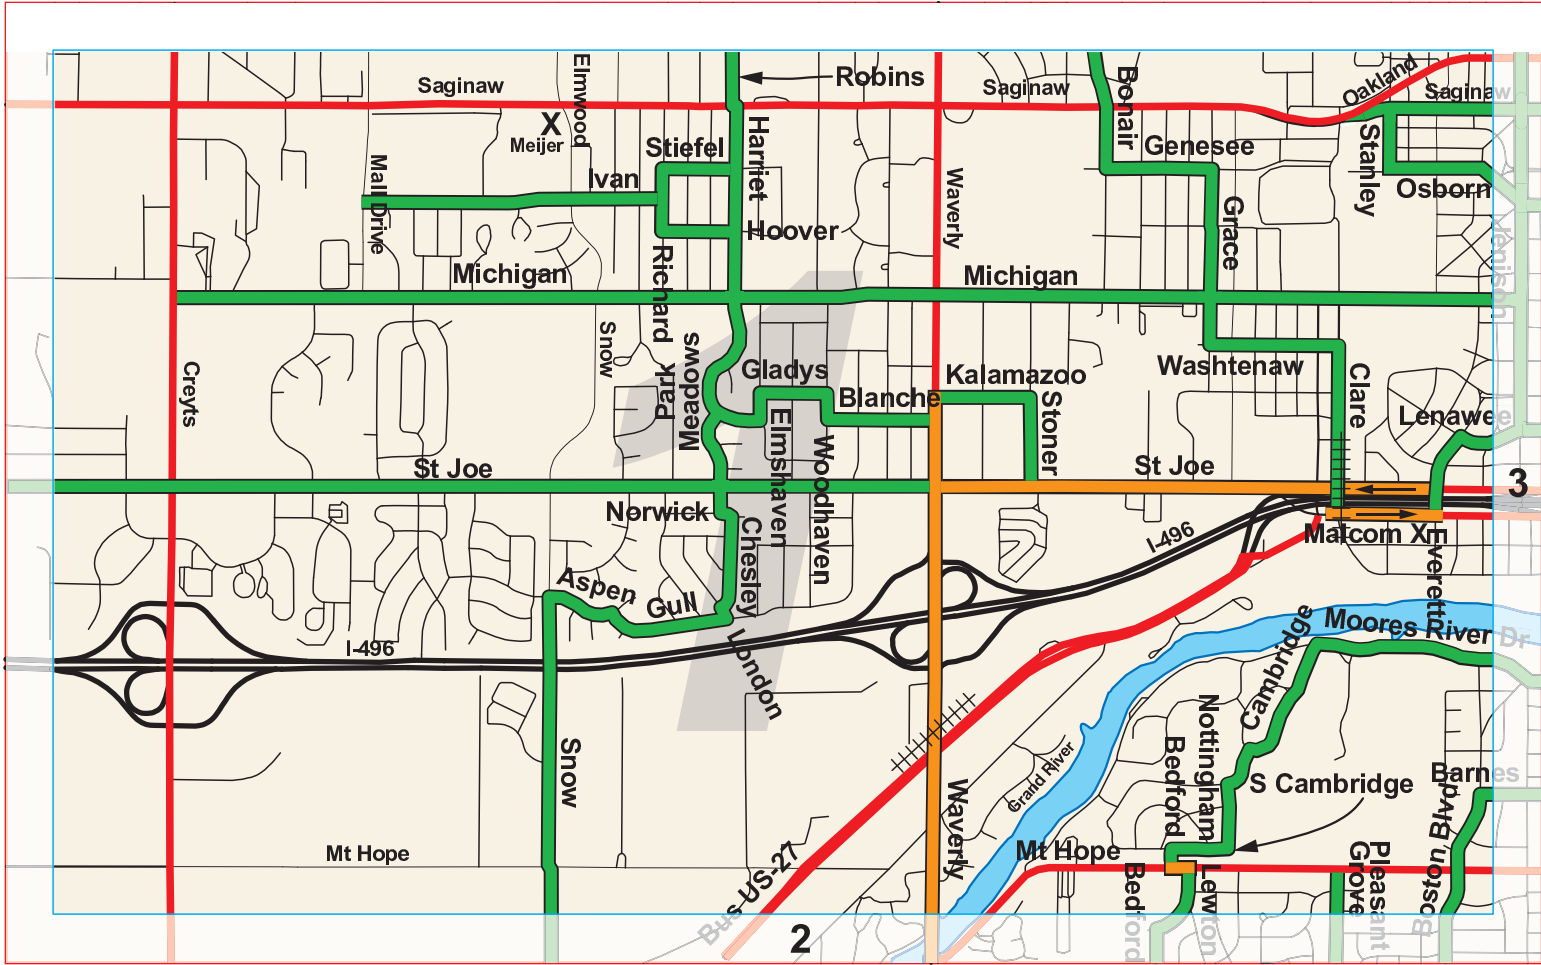 Robins
Saginaw
Elmwood
Saginaw
Bonair
Oakland
Saginaw
X
Meijer
Stiefel
Harriet
Genesee
Stanley
Mall Drive
Ivan
Waverly
Osborn
Hoover
Grace
Jenison
Michigan
Richard
Michigan
1
Snow
Park
Meadows
Creyts
Gladys
Kalamazoo
Washtenaw
Clare
Blanche
Stoner
Lenawee
Elmshaven
Woodhaven
St Joe
St Joe
3
Norwick
Chesley
I-496
Malcom X
Everett
Aspen
Gull
I-496
London
Cambridge
Moores River Dr
Nottingham
Bedford
Snow
Grand River
S Cambridge
Barnes
Waverly
Boston Blvd
Mt Hope
Bus US-27
Mt Hope
Bedford
Lewton
Pleasant
Grove
2